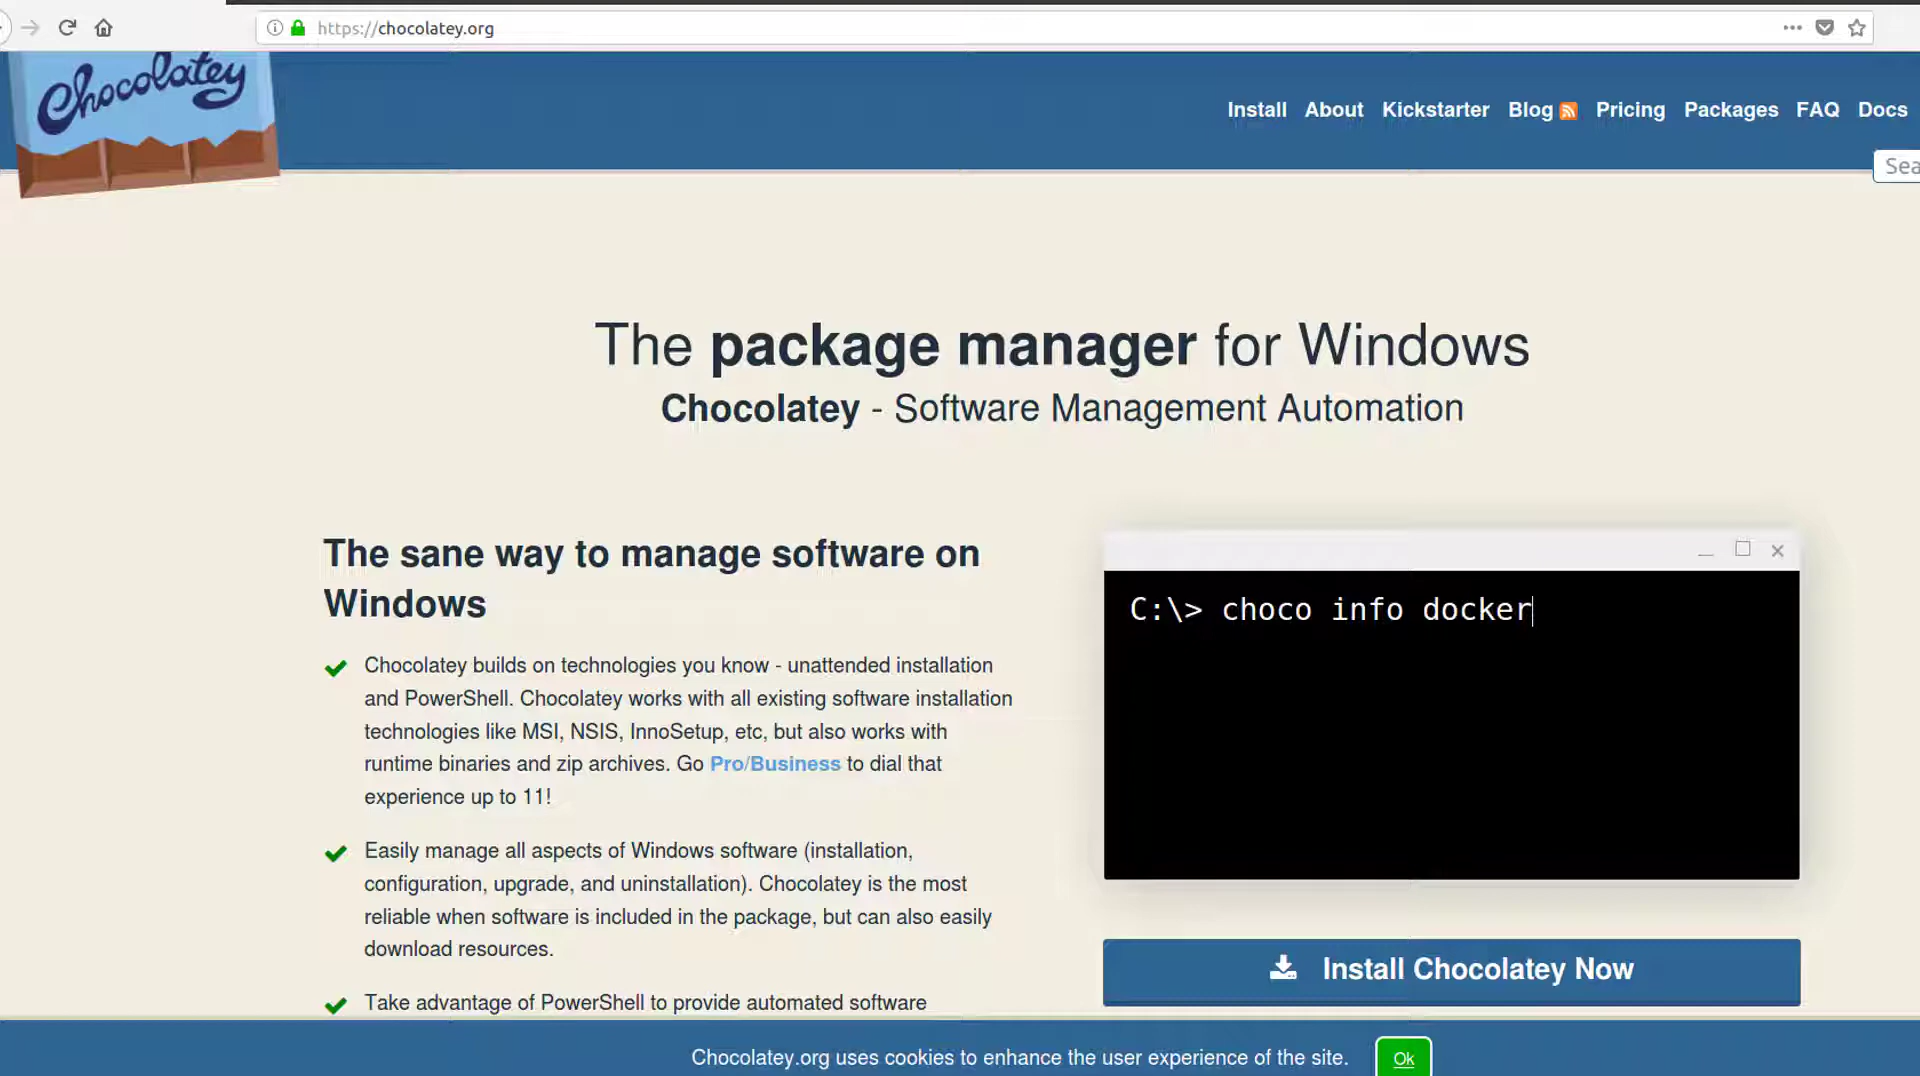 https://chocolatey.org
Chocolatey
Install About Kickstarter Blog Pricing Packages FAQ Docs
Sea
The package manager for Windows
Chocolatey - Software Management Automation
The sane way to manage software on
Windows
Chocolatey builds on technologies you know - unattended installation
and PowerShell. Chocolatey works with all existing software installation
technologies like MSI, NSIS, InnoSetup, etc, but also works with
runtime binaries and zip archives. Go Pro/Business to dial that
experience up to 11!
Easily manage all aspects of Windows software (installation,
configuration, upgrade, and uninstallation). Chocolatey is the most
reliable when software is included in the package, but can also easily
download resources.
Take advantage of PowerShell to provide automated software
C:\> choco info docker
Install Chocolatey Now
Chocolatey.org uses cookies to enhance the user experience of the site.
Ok